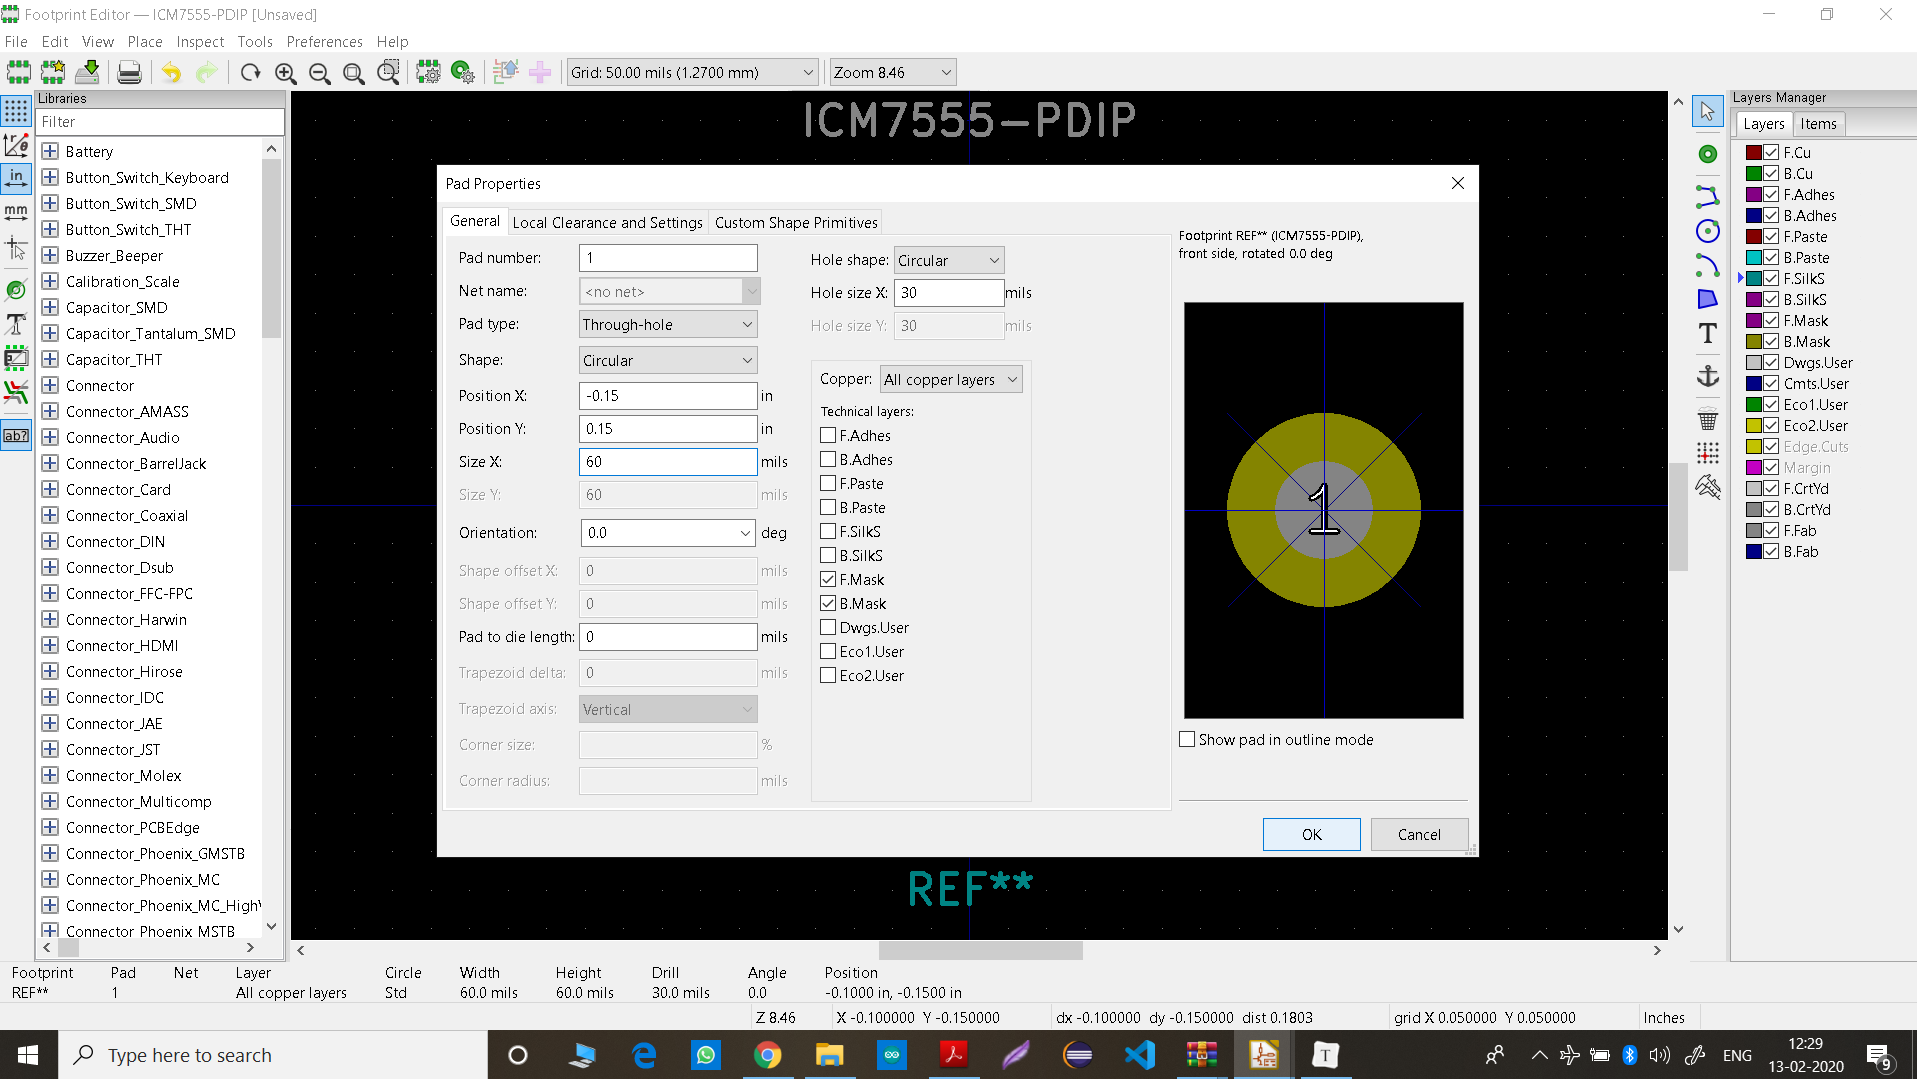 Footprint Editor — ICM7555-PDIP [Unsaved]
File Edit View Place Inspect Tools Preferences Help
Grid: 50.00 mils (1.2700 mm) Zoom 8.46
Libraries
Filter
Battery
Button_Switch_Keyboard
Button_Switch_SMD
Button_Switch_THT
Buzzer_Beeper
Calibration_Scale
Capacitor_SMD
Capacitor_Tantalum_SMD
Capacitor_THT
Connector
Connector_AMASS
Connector_Audio
Connector_BarrelJack
Connector_Card
Connector_Coaxial
Connector_DIN
Connector_Dsub
Connector_FFC-FPC
Connector_Harwin
Connector_HDMI
Connector_Hirose
Connector_IDC
Connector_JAE
Connector_JST
Connector_Molex
Connector_Multicomp
Connector_PCBEdge
Connector_Phoenix_GMSTB
Connector_Phoenix_MC
Connector_Phoenix_MC_High
Connector_Phoenix_MSTB
in
mm
T
ab?
ICM7555-PDIP
Pad Properties
General Local Clearance and Settings Custom Shape Primitives
Pad number: 1
Net name: <no net>
Pad type: Through-hole
Shape: Circular
Position X: -0.15 in
Position Y: 0.15 in
Size X: 60 mils
Size Y: 60 mils
Orientation: 0.0 deg
Shape offset X: 0 mils
Shape offset Y: 0 mils
Pad to die length: 0 mils
Trapezoid delta: 0 mils
Trapezoid axis: Vertical
Corner size: %
Corner radius: mils
Hole shape: Circular
Hole size X: 30 mils
Hole size Y: 30 mils
Copper: All copper layers
Technical layers:
F.Adhes
B.Adhes
F.Paste
B.Paste
F.SilkS
B.SilkS
F.Mask
B.Mask
Dwgs.User
Eco1.User
Eco2.User
Footprint REF** (ICM7555-PDIP),
front side, rotated 0.0 deg
1
Show pad in outline mode
OK Cancel
REF**
T
Layers Manager
Layers Items
F.Cu
B.Cu
F.Adhes
B.Adhes
F.Paste
B.Paste
F.SilkS
B.SilkS
F.Mask
B.Mask
Dwgs.User
Cmts.User
Eco1.User
Eco2.User
Edge.Cuts
Margin
F.CrtYd
B.CrtYd
F.Fab
B.Fab
Footprint Pad Net Layer Circle Width Height Drill Angle Position
REF** 1 All copper layers Std 60.0 mils 60.0 mils 30.0 mils 0.0 -0.1000 in, -0.1500 in
Z 8.46 X -0.100000 Y -0.150000 dx -0.100000 dy -0.150000 dist 0.1803 grid X 0.050000 Y 0.050000 Inches
Type here to search
T
ENG
12:29
13-02-2020
9